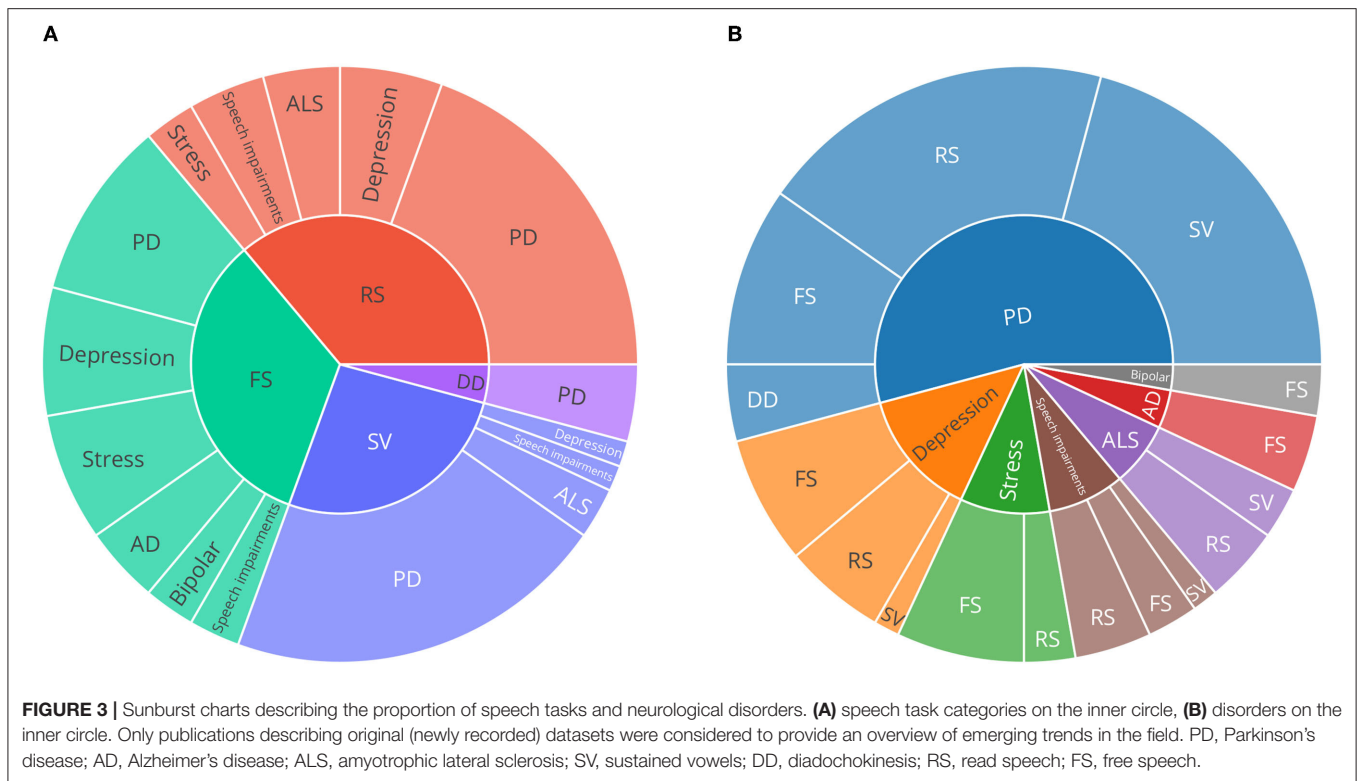 A
B
Stress
Speech impairments
ALS
Depression
PD
RS
PD
Depression
Stress
AD
Bipolar
Speech impairments
FS
DD
PD
SV
Depression
Speech impairments
ALS
PD
RS
SV
FS
DD
PD
Bipolar
FS
AD
FS
ALS
SV
RS
Speech impairments
RS
FS
SV
Stress
FS
RS
Depression
FS
RS
SV
FIGURE 3 | Sunburst charts describing the proportion of speech tasks and neurological disorders. (A) speech task categories on the inner circle, (B) disorders on the
inner circle. Only publications describing original (newly recorded) datasets were considered to provide an overview of emerging trends in the field. PD, Parkinson's
disease; AD, Alzheimer's disease; ALS, amyotrophic lateral sclerosis; SV, sustained vowels; DD, diadochokinesis; RS, read speech; FS, free speech.